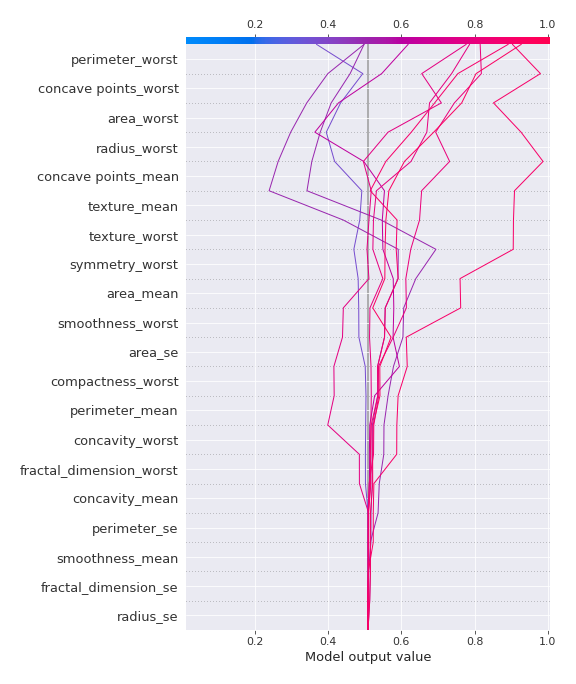 0.2 0.4 0.6 0.8 1.0
perimeter_worst
concave points_worst
area_worst
radius_worst
concave points_mean
texture_mean
texture_worst
symmetry_worst
area_mean
smoothness_worst
area_se
compactness_worst
perimeter_mean
concavity_worst
fractal_dimension_worst
concavity_mean
perimeter_se
smoothness_mean
fractal_dimension_se
radius_se
0.2 0.4 0.6 0.8 1.0
Model output value